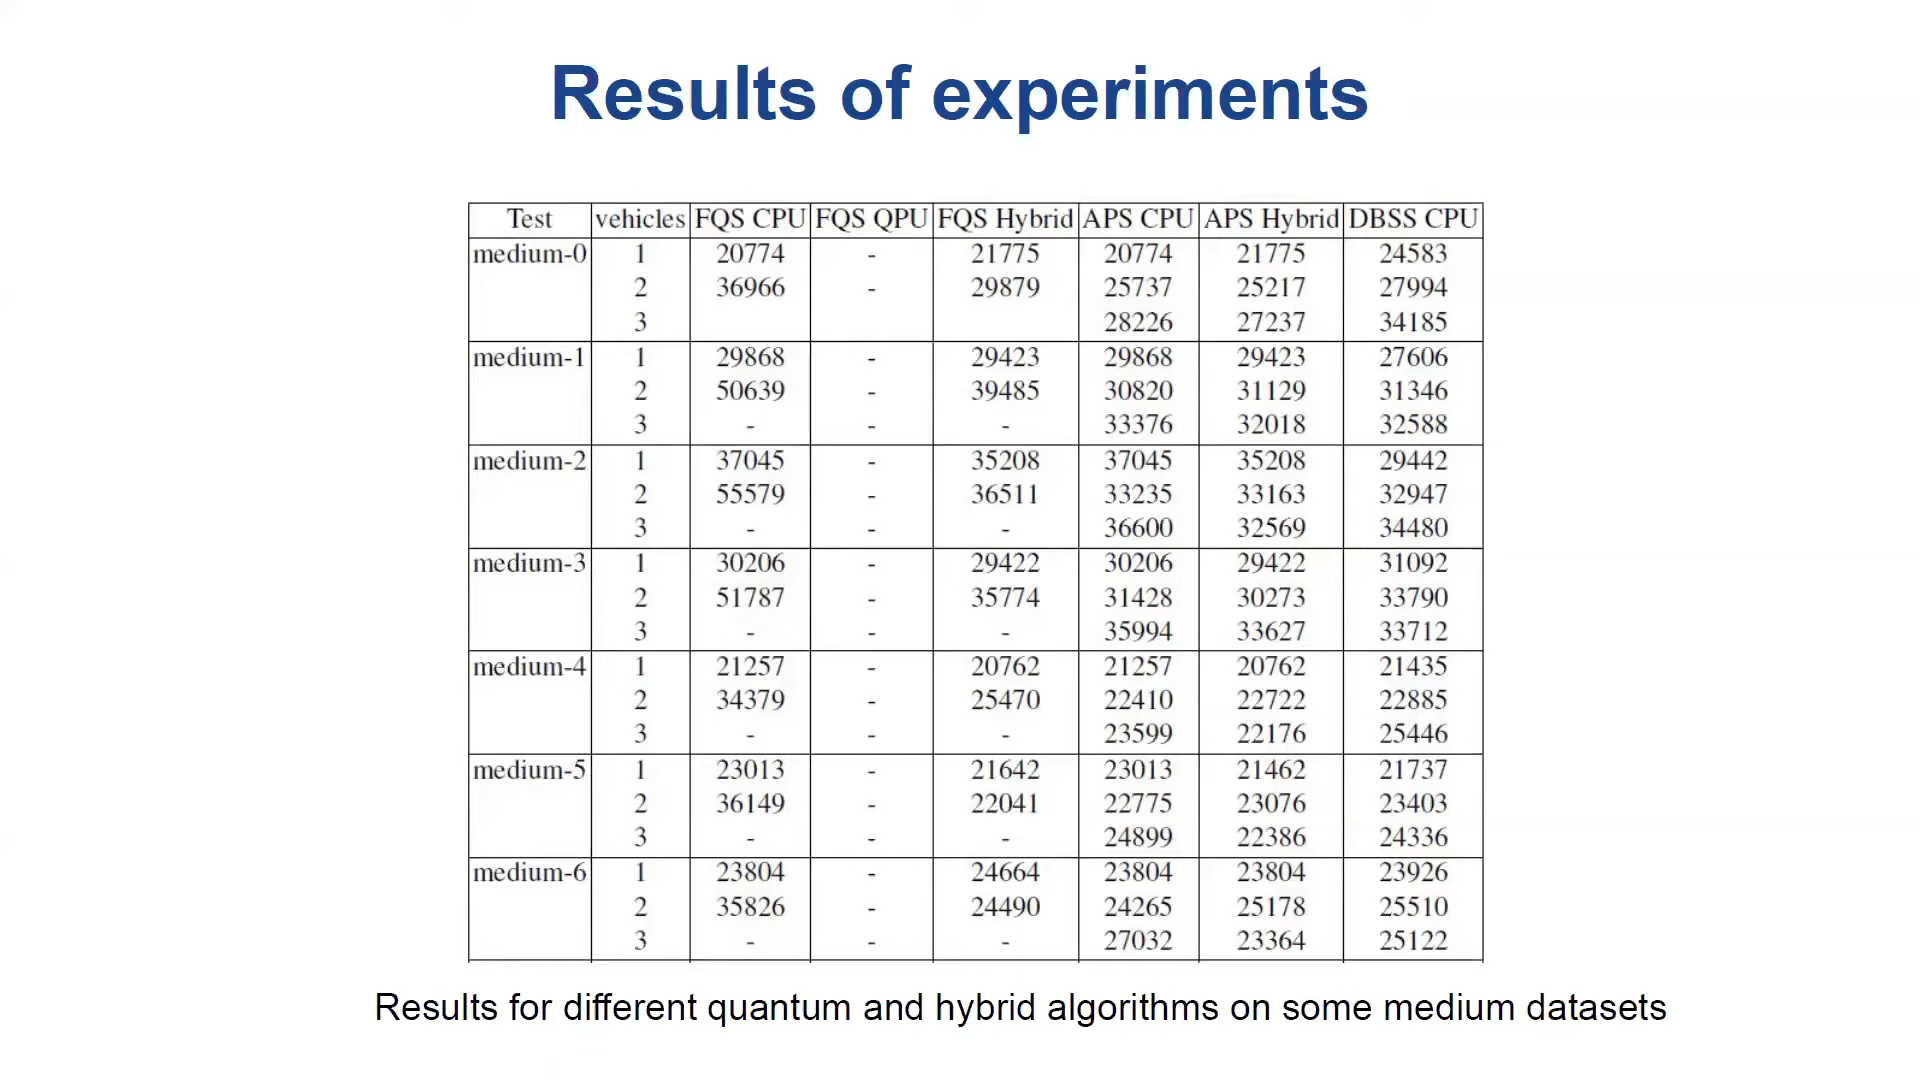 Results of experiments
Test vehicles FQS CPU FQS QPU FQS Hybrid APS CPU APS Hybrid DBSS CPU
medium-0 1 20774 - 21775 20774 21775 24583
2 36966 - 29879 25737 25217 27994
3 28226 27237 34185
medium-1 1 29868 - 29423 29868 29423 27606
2 50639 - 39485 30820 31129 31346
3 - - - 33376 32018 32588
medium-2 1 37045 - 35208 37045 35208 29442
2 55579 - 36511 33235 33163 32947
3 - - - 36600 32569 34480
medium-3 1 30206 - 29422 30206 29422 31092
2 51787 - 35774 31428 30273 33790
3 - - - 35994 33627 33712
medium-4 1 21257 - 20762 21257 20762 21435
2 34379 - 25470 22410 22722 22885
3 - - - 23599 22176 25446
medium-5 1 23013 - 21642 23013 21462 21737
2 36149 - 22041 22775 23076 23403
3 - - - 24899 22386 24336
medium-6 1 23804 - 24664 23804 23804 23926
2 35826 - 24490 24265 25178 25510
3 - - - 27032 23364 25122
Results for different quantum and hybrid algorithms on some medium datasets